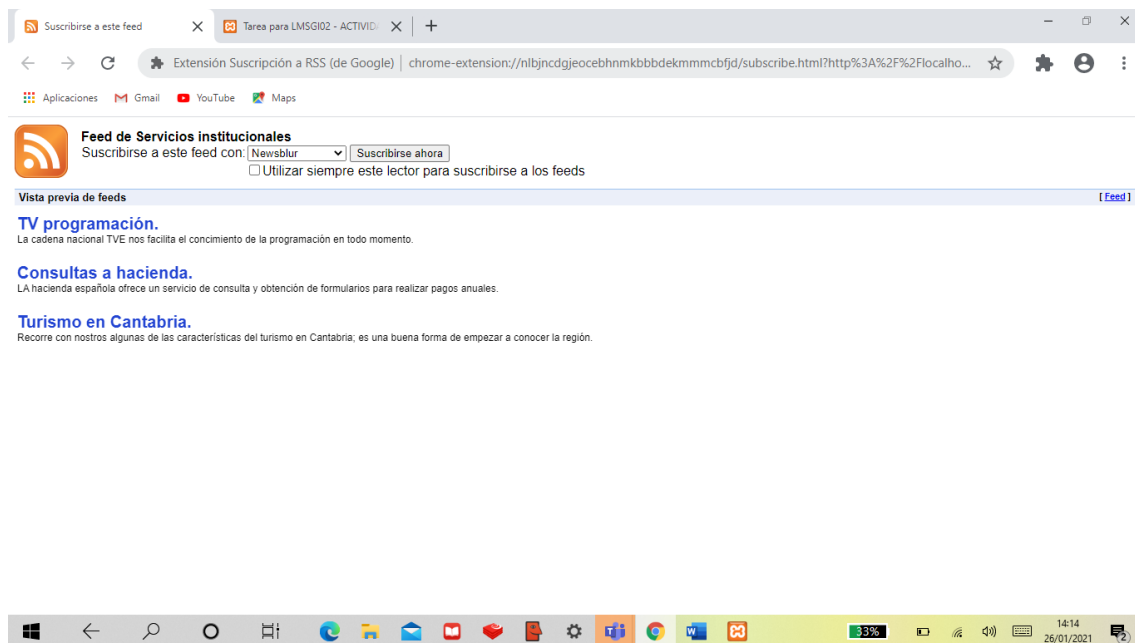 Suscribirse a este feed
Tarea para LMSGI02 - ACTIVID
Extensión Suscripción a RSS (de Google) | chrome-extension://nlbjncdgjeocebhnmkbbbdekmmmcbfjd/subscribe.html?http%3A%2F%2Flocalho...
Aplicaciones Gmail YouTube Maps
Feed de Servicios institucionales
Suscribirse a este feed con: Newsblur Suscribirse ahora
Utilizar siempre este lector para suscribirse a los feeds
Vista previa de feeds [ Feed ]
TV programación.
La cadena nacional TVE nos facilita el concimiento de la programación en todo momento.
Consultas a hacienda.
LA hacienda española ofrece un servicio de consulta y obtención de formularios para realizar pagos anuales.
Turismo en Cantabria.
Recorre con nostros algunas de las características del turismo en Cantabria; es una buena forma de empezar a conocer la región.
33%
14:14
26/01/2021
2